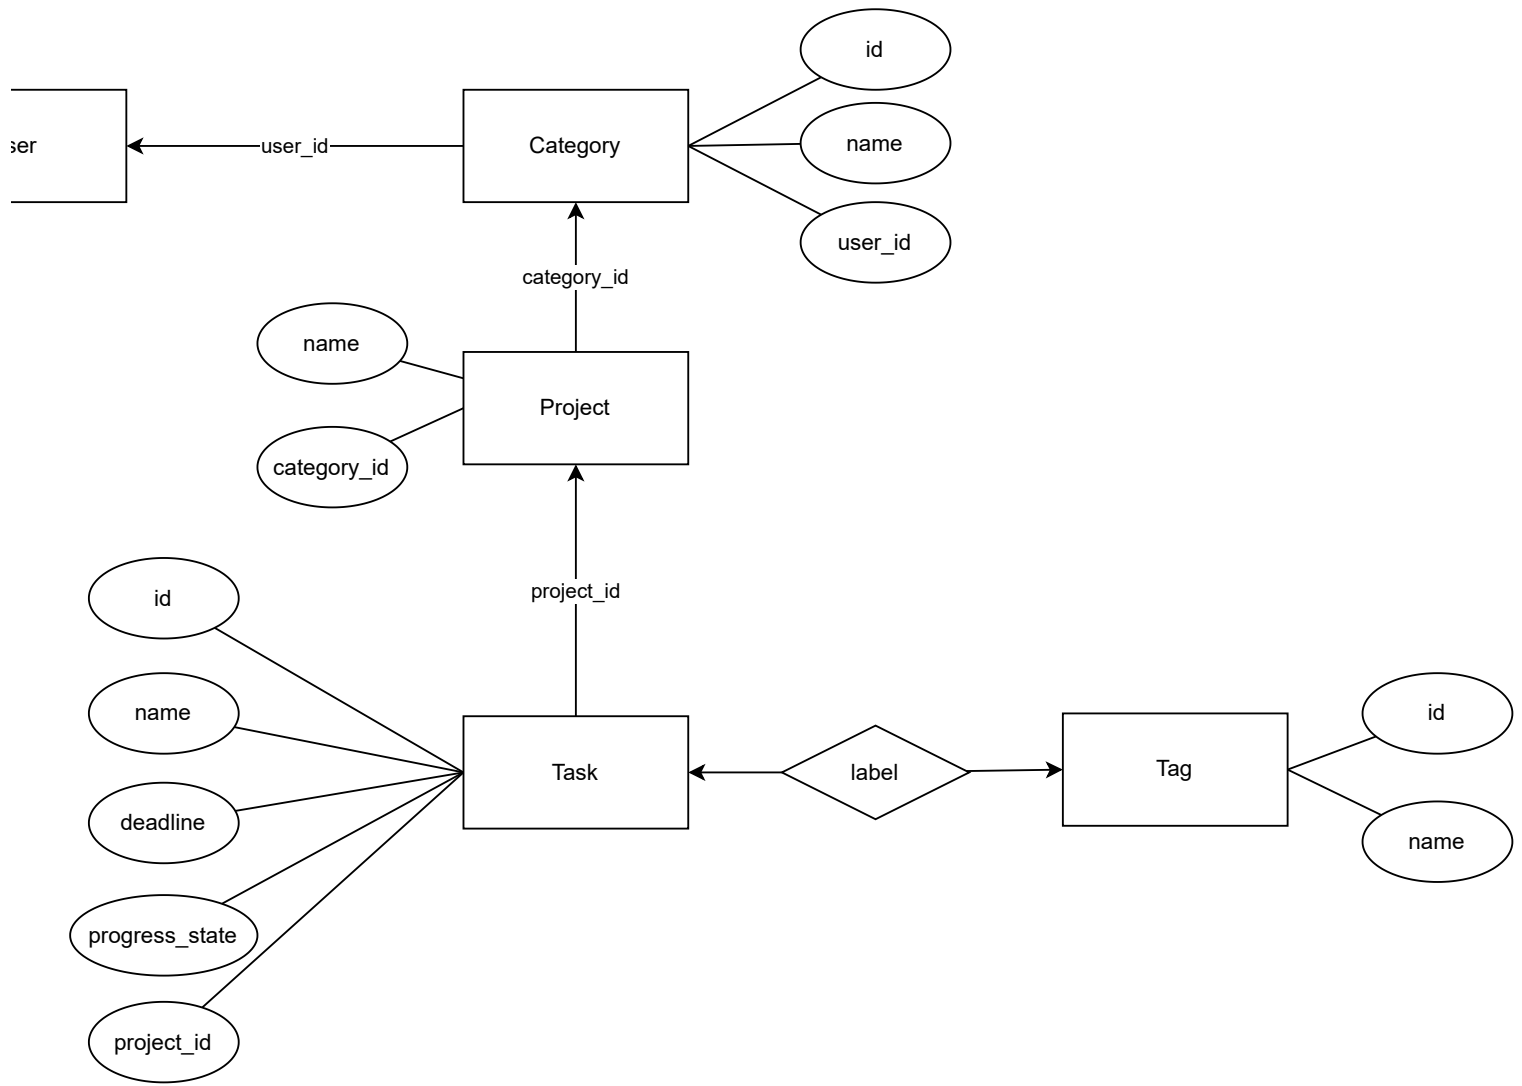 id
ser
user_id
Category
name
user_id
category_id
name
Project
category_id
id
project_id
name
id
Task
label
Tag
deadline
name
progress_state
project_id